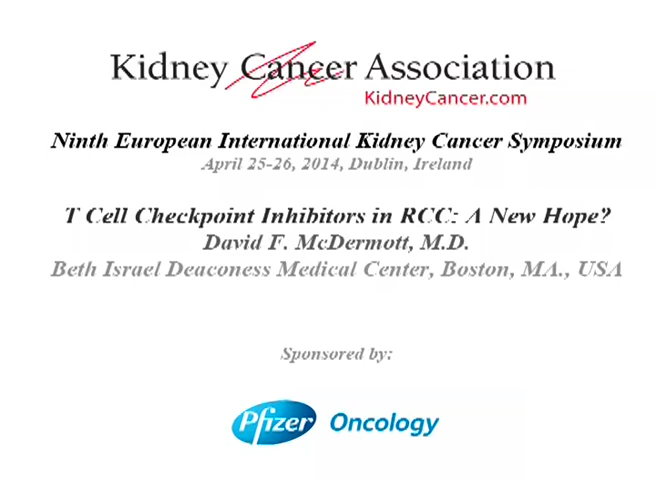 Kidney Cancer Association
KidneyCancer.com
Ninth European International Kidney Cancer Symposium
April 25-26, 2014, Dublin, Ireland
T Cell Checkpoint Inhibitors in RCC: A New Hope?
David F. McDermott, M.D.
Beth Israel Deaconess Medical Center, Boston, MA., USA
Sponsored by:
Pfizer Oncology